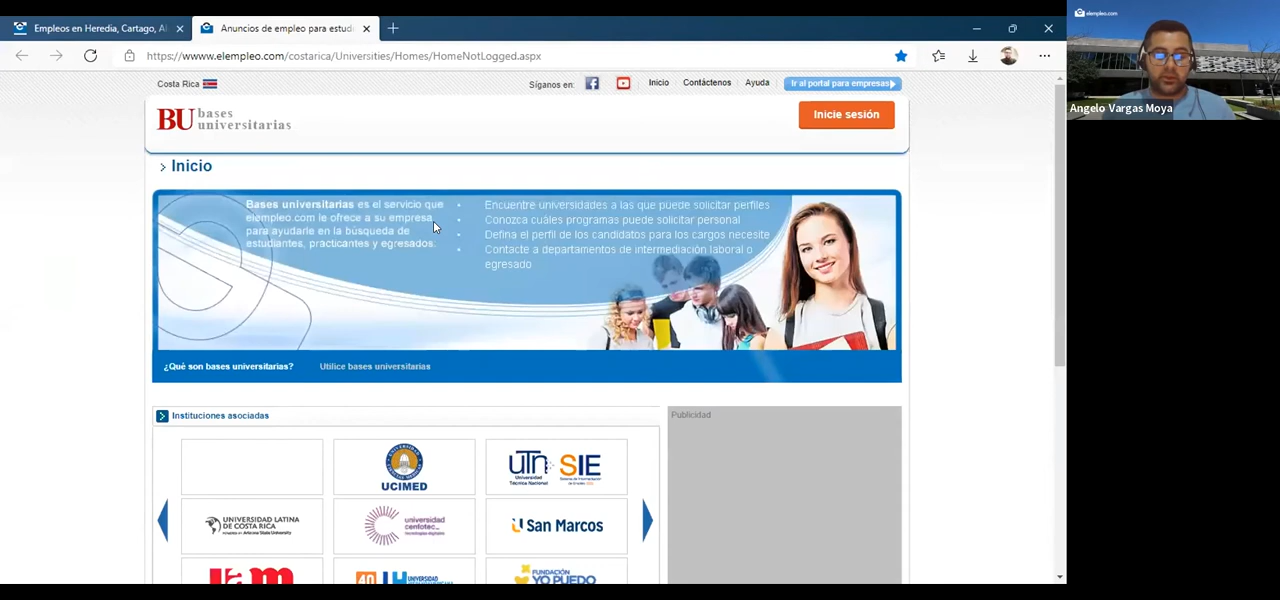 Empleos en Heredia, Cartago, Al
Anuncios de empleo para estudi
elempleo.com
https://wwww.elempleo.com/costarica/Universities/Homes/HomeNotLogged.aspx
Angelo Vargas Moya
Costa Rica
Síganos en:
Inicio
Contáctenos
Ayuda
Ir al portal para empresas
BU bases
universitarias
Inicie sesión
Inicio
Bases universitarias es el servicio que
elempleo.com le ofrece a su empresa,
para ayudarle en la búsqueda de
estudiantes, practicantes y egresados.
• Encuentre universidades a las que puede solicitar perfiles
• Conozca cuáles programas puede solicitar personal
• Defina el perfil de los candidatos para los cargos necesite
• Contacte a departamentos de intermediación laboral o
egresado
¿Qué son bases universitarias?
Utilice bases universitarias
Instituciones asociadas
Publicidad
UCIMED
UTN
Universidad
Técnica Nacional
SIE
UNIVERSIDAD LATINA
DE COSTA RICA
universidad
cenfotec
San Marcos
uam
40 UH UNIVERSIDAD
FUNDACIÓN
YO PUEDO